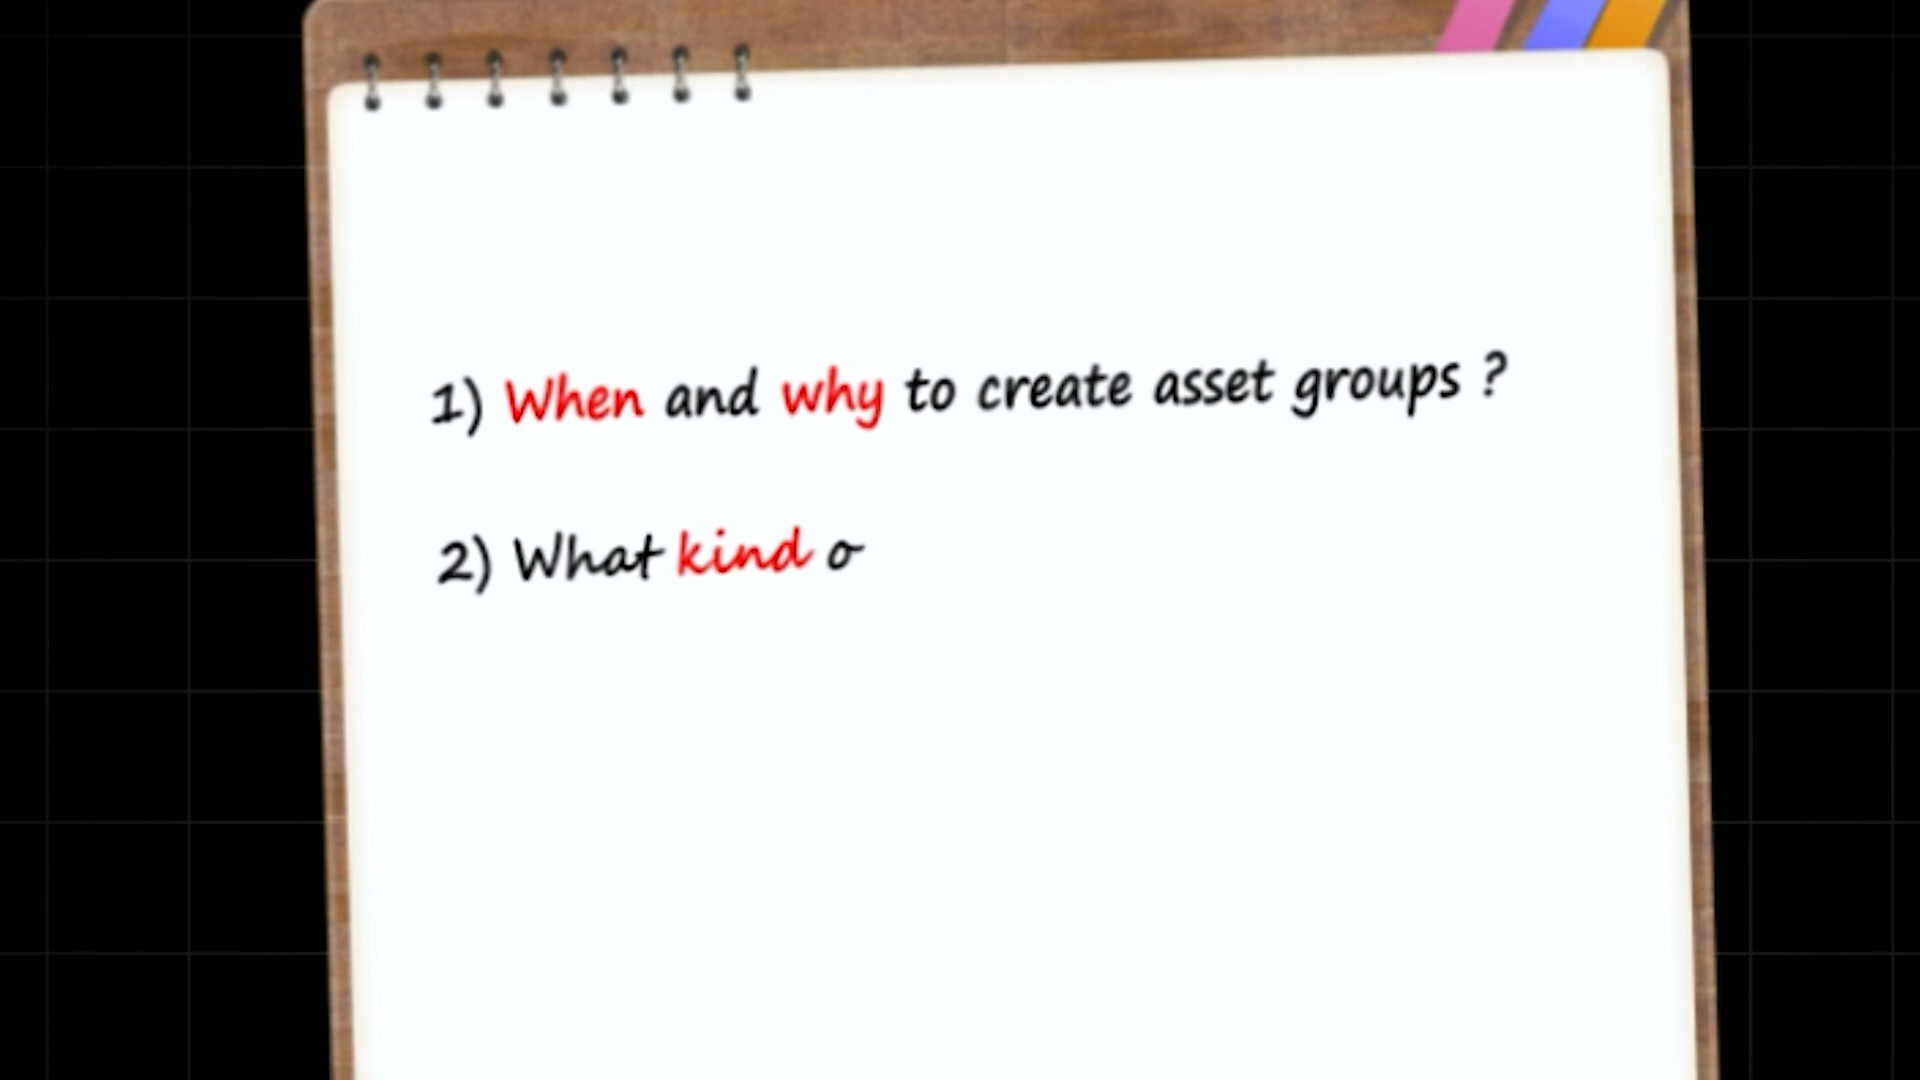 1) When and why to create asset groups ?
2) What kind o